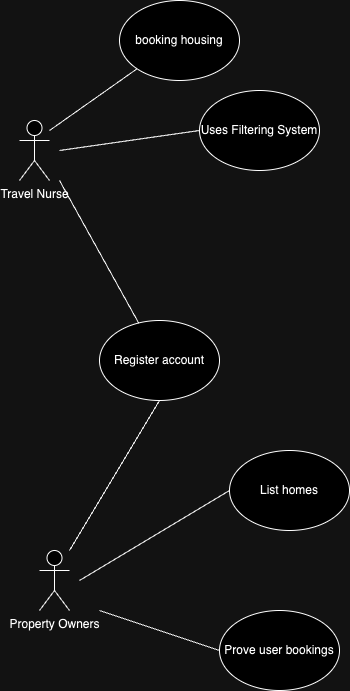 booking housing
Uses Filtering System
Travel Nurse
Register account
List homes
Property Owners
Prove user bookings